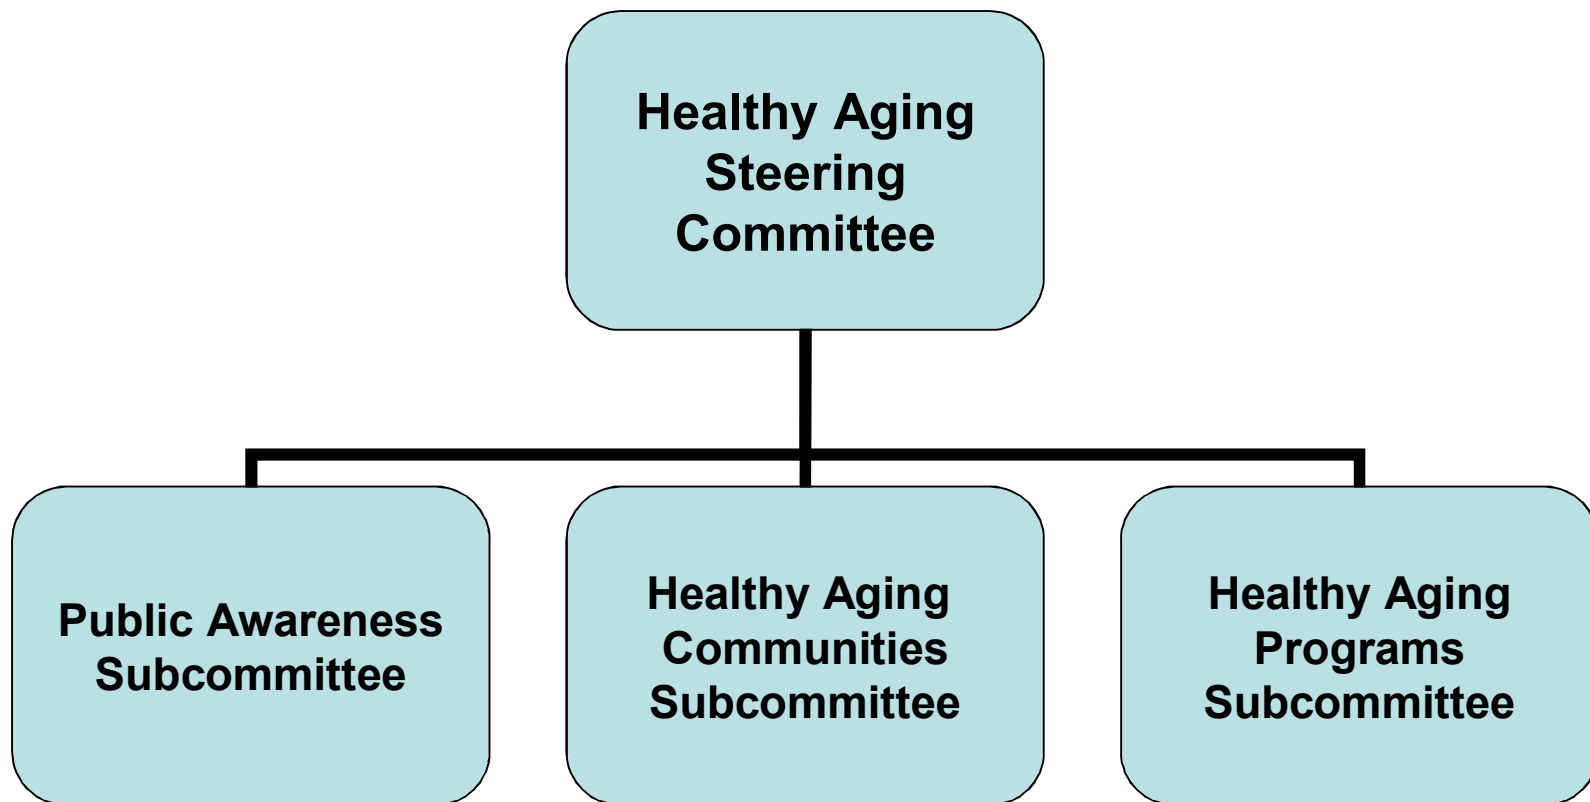 Healthy Aging
Steering
Committee
Public Awareness
Subcommittee
Healthy Aging
Communities
Subcommittee
Healthy Aging
Programs
Subcommittee